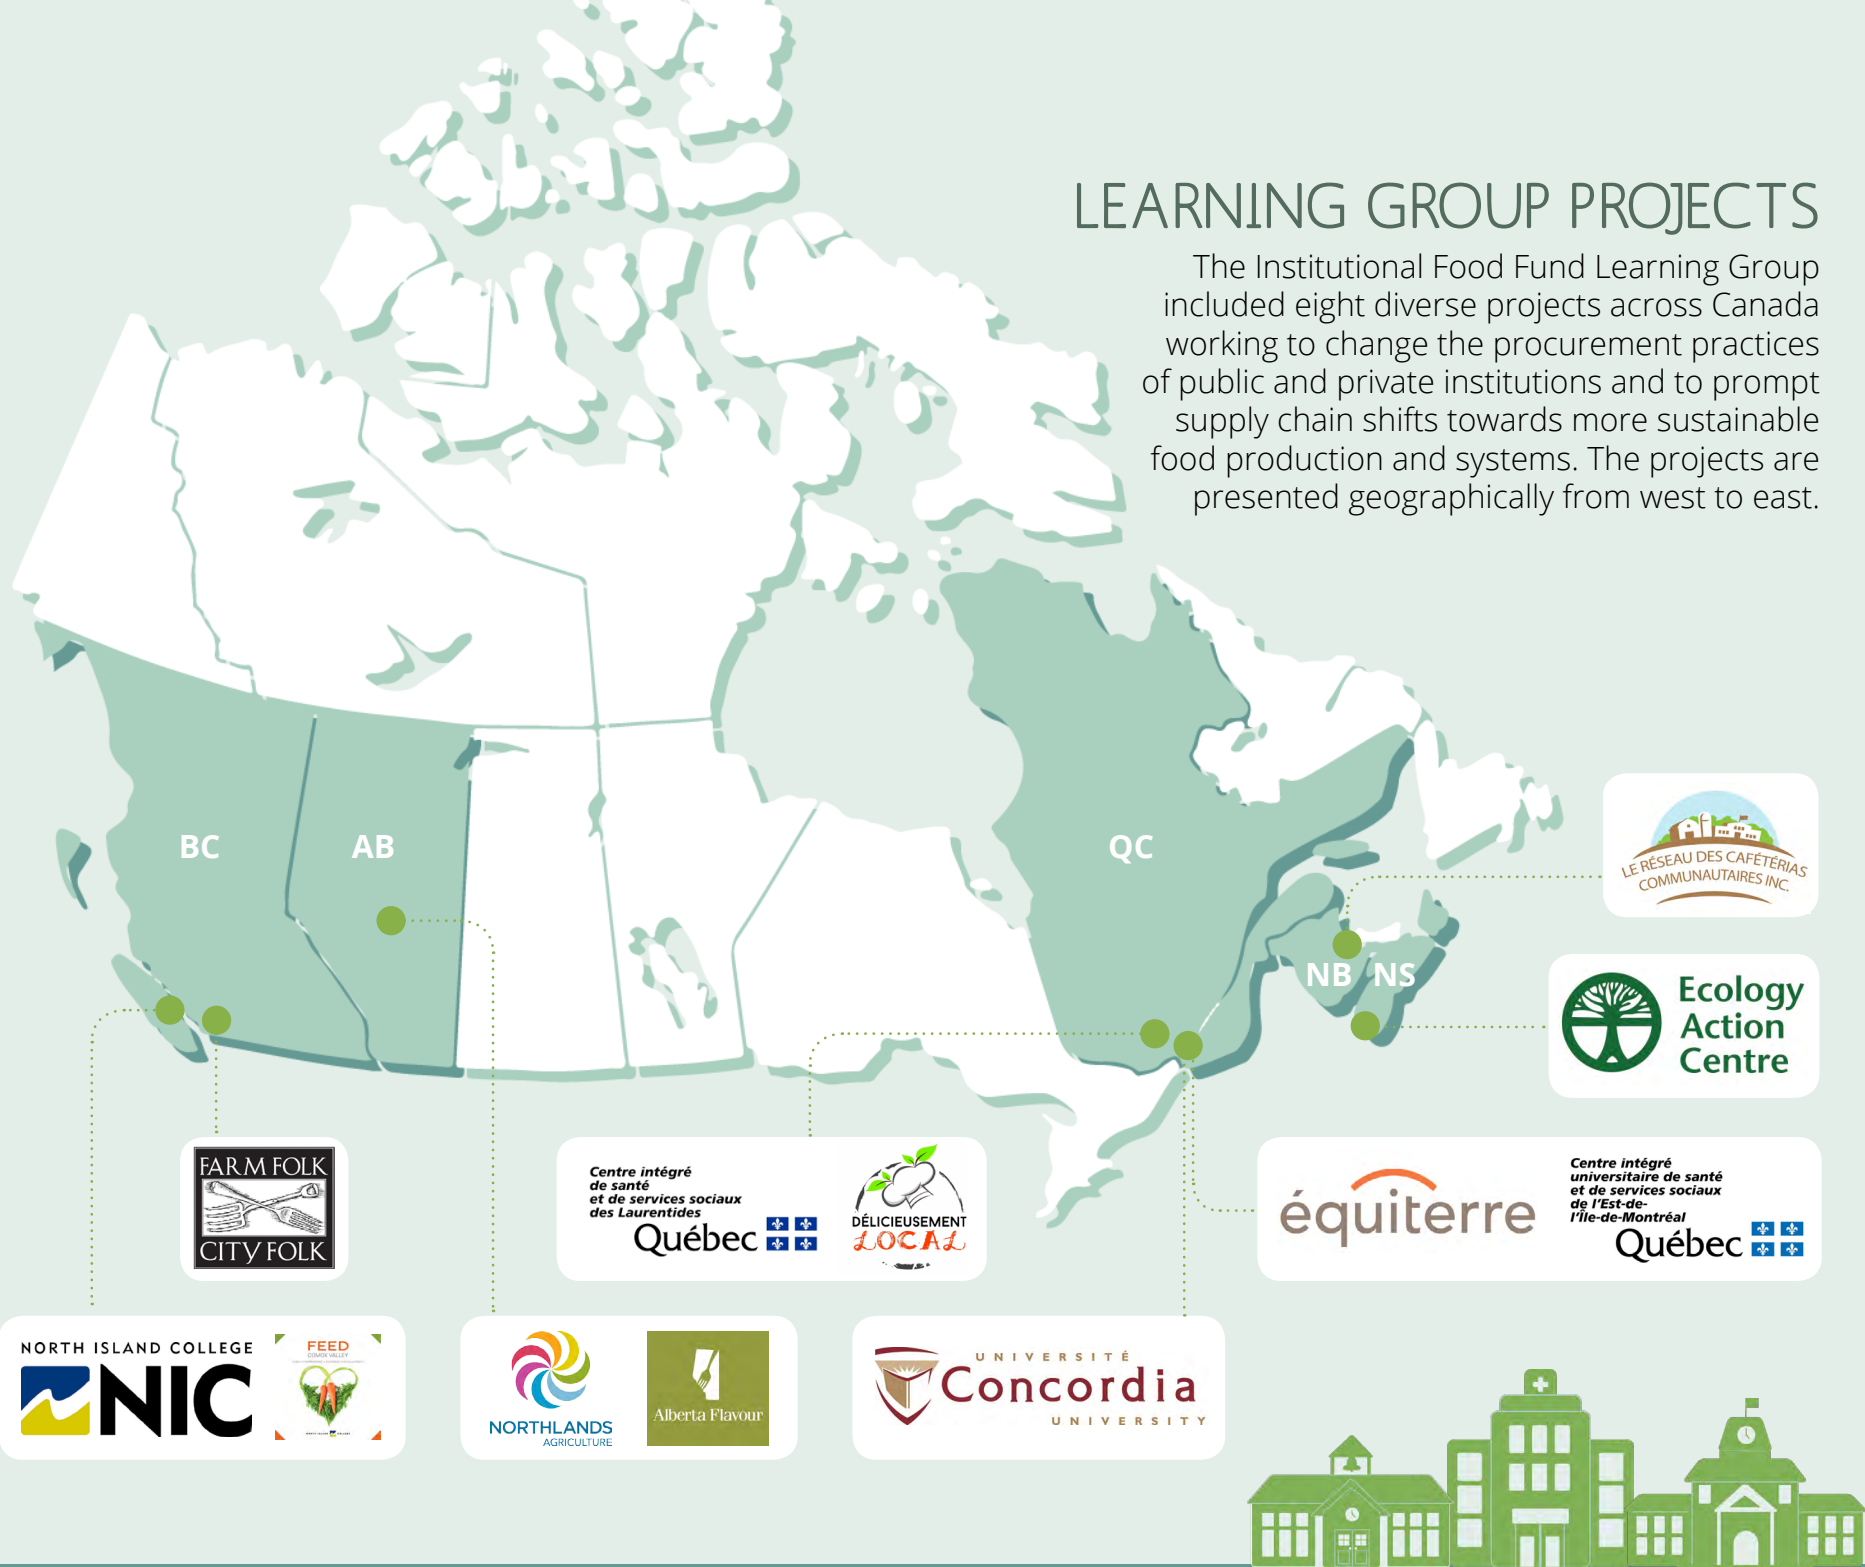 LEARNING GROUP PROJECTS
The Institutional Food Fund Learning Group
included eight diverse projects across Canada
working to change the procurement practices
of public and private institutions and to prompt
supply chain shifts towards more sustainable
food production and systems. The projects are
presented geographically from west to east.
BC
AB
QC
NB
NS
LE RÉSEAU DES CAFÉTÉRIAS
COMMUNAUTAIRES INC.
Ecology
Action
Centre
FARM FOLK
CITY FOLK
Centre intégré
de santé
et de services sociaux
des Laurentides
Québec
DÉLICIEUSEMENT
LOCAL
équiterre
Centre intégré
universitaire de santé
et de services sociaux
de l'Est-de-
l'Île-de-Montréal
Québec
NORTH ISLAND COLLEGE
NIC
FEED
COMOX VALLEY
NORTHLANDS
AGRICULTURE
Alberta Flavour
UNIVERSITÉ
Concordia
UNIVERSITY